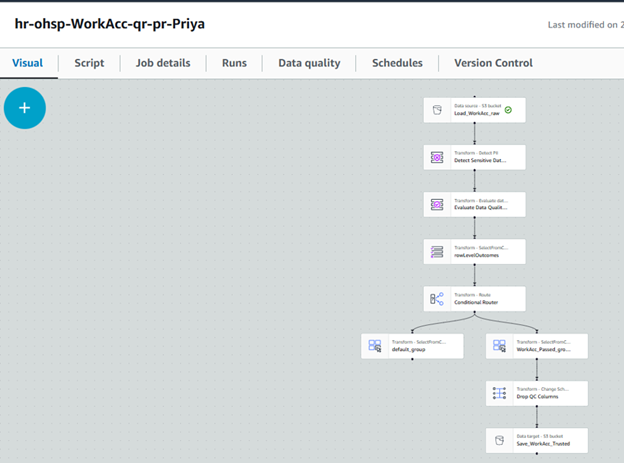 hr-ohsp-WorkAcc-qr-pr-Priya
Last modified on 2
Visual Script Job details Runs Data quality Schedules Version Control
+
Data source - S3 bucket
Load_WorkAcc_raw
Transform - Detect PII
Detect Sensitive Dat...
Transform - Evaluate dat...
Evaluate Data Qualit...
Transform - SelectFromC...
rowLevelOutcomes
Transform - Route
Conditional Router
Transform - SelectFromC...
default_group
Transform - SelectFromC...
WorkAcc_Passed_gro...
Transform - Change Sch...
Drop QC Columns
Data target - S3 bucket
Save_WorkAcc_Trusted